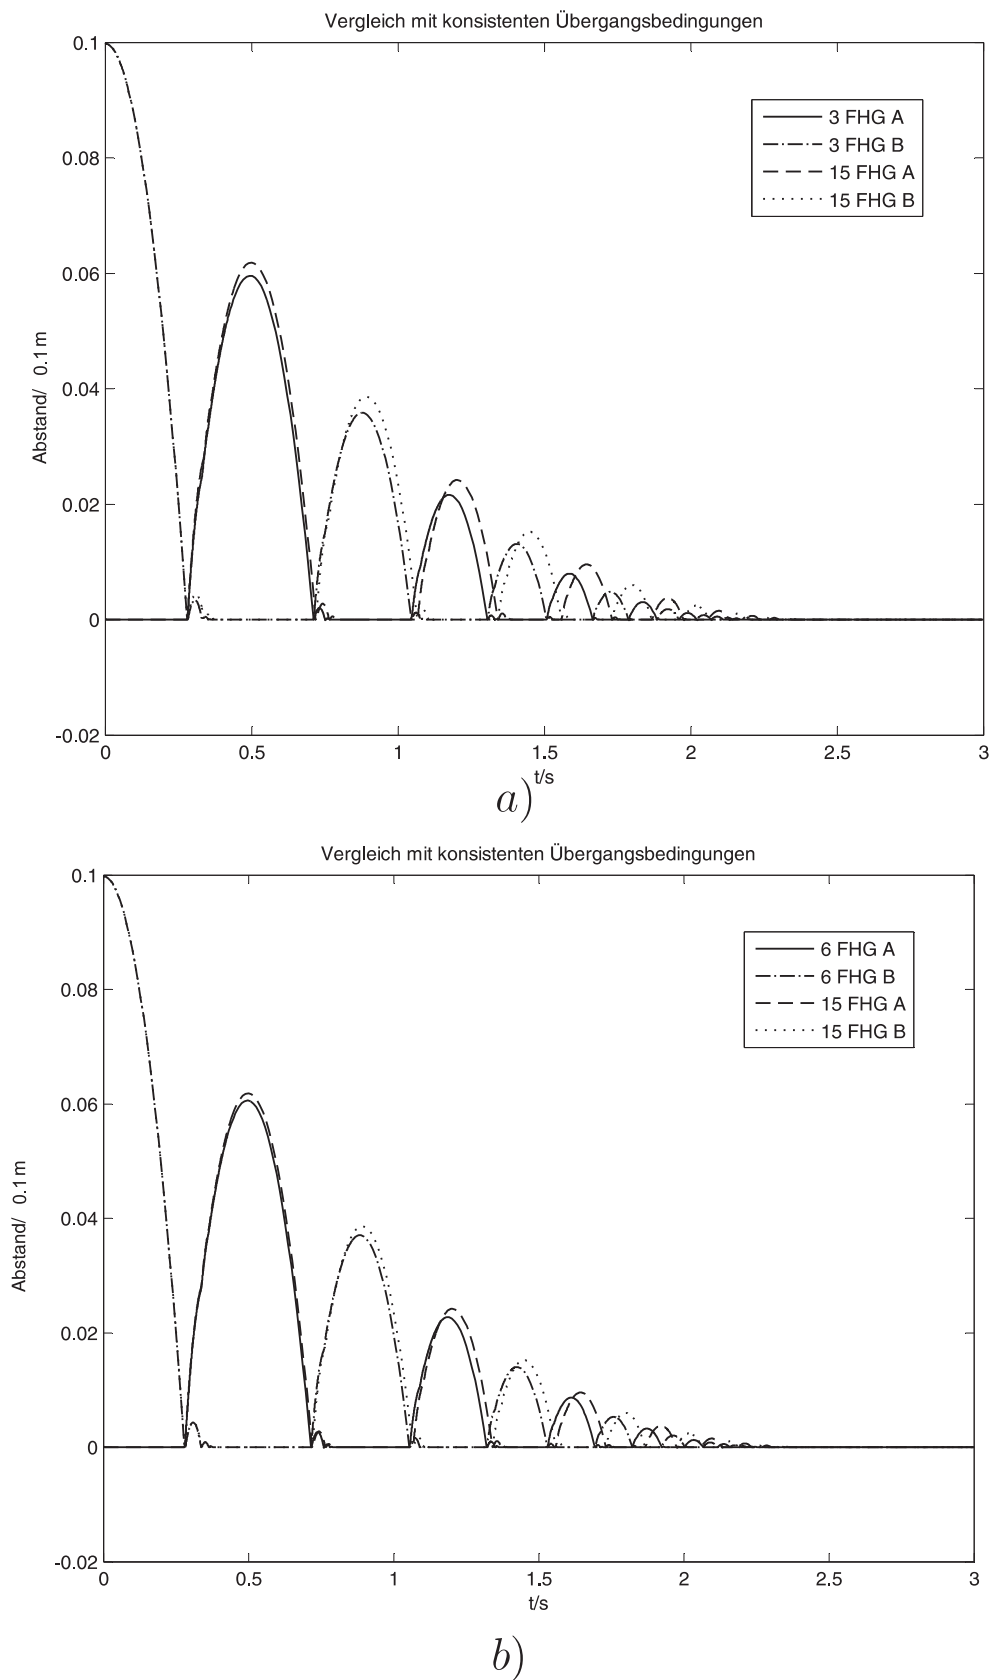 Vergleich mit konsistenten Übergangsbedingungen
0.1
3 FHG A
3 FHG B
0.08
15 FHG A
15 FHG B
0.06
Abstand/ 0.1m
0.04
0.02
0
-0.02
0 0.5 1 1.5 2 2.5 3
t/s
a)
Vergleich mit konsistenten Übergangsbedingungen
0.1
6 FHG A
6 FHG B
0.08
15 FHG A
15 FHG B
0.06
Abstand/ 0.1m
0.04
0.02
0
-0.02
0 0.5 1 1.5 2 2.5 3
t/s
b)